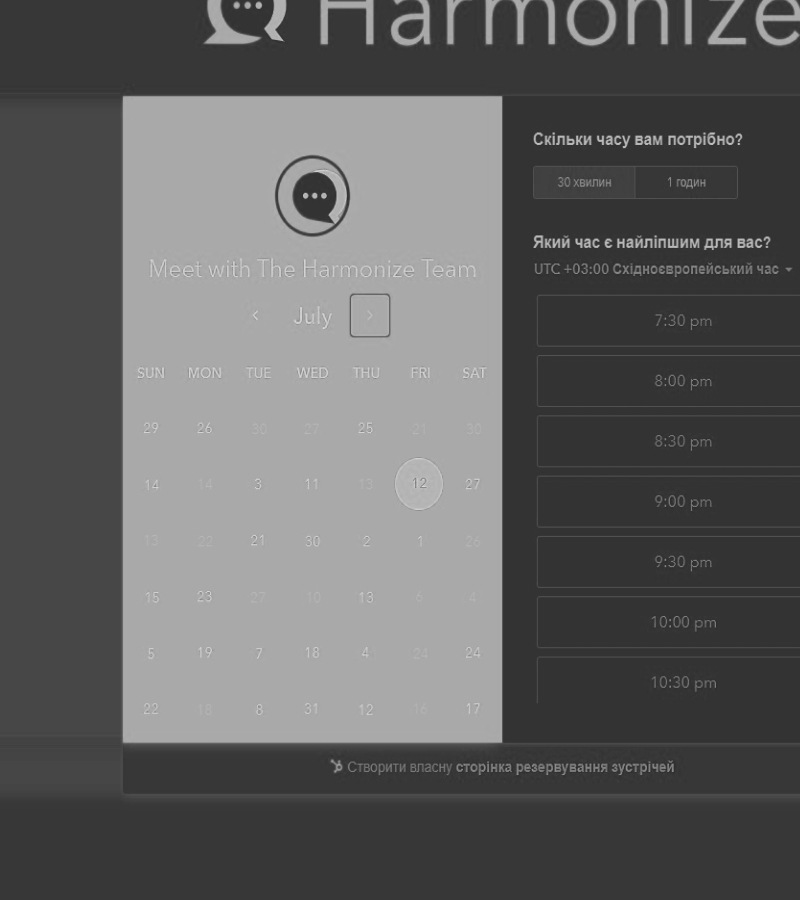 Harmonize
Meet with The Harmonize Team
July
SUN MON TUE WED THU FRI SAT
29 26 30 27 25 21 30
14 14 3 11 13 12 27
13 22 21 30 2 1 26
15 23 27 10 13 6 4
5 19 7 18 4 24 24
22 18 8 31 12 16 17
Скільки часу вам потрібно?
30 хвилин 1 годин
Який час є найліпшим для вас?
UTC +03:00 Східноєвропейський час
7:30 pm
8:00 pm
8:30 pm
9:00 pm
9:30 pm
10:00 pm
10:30 pm
Створити власну сторінка резервування зустрічей